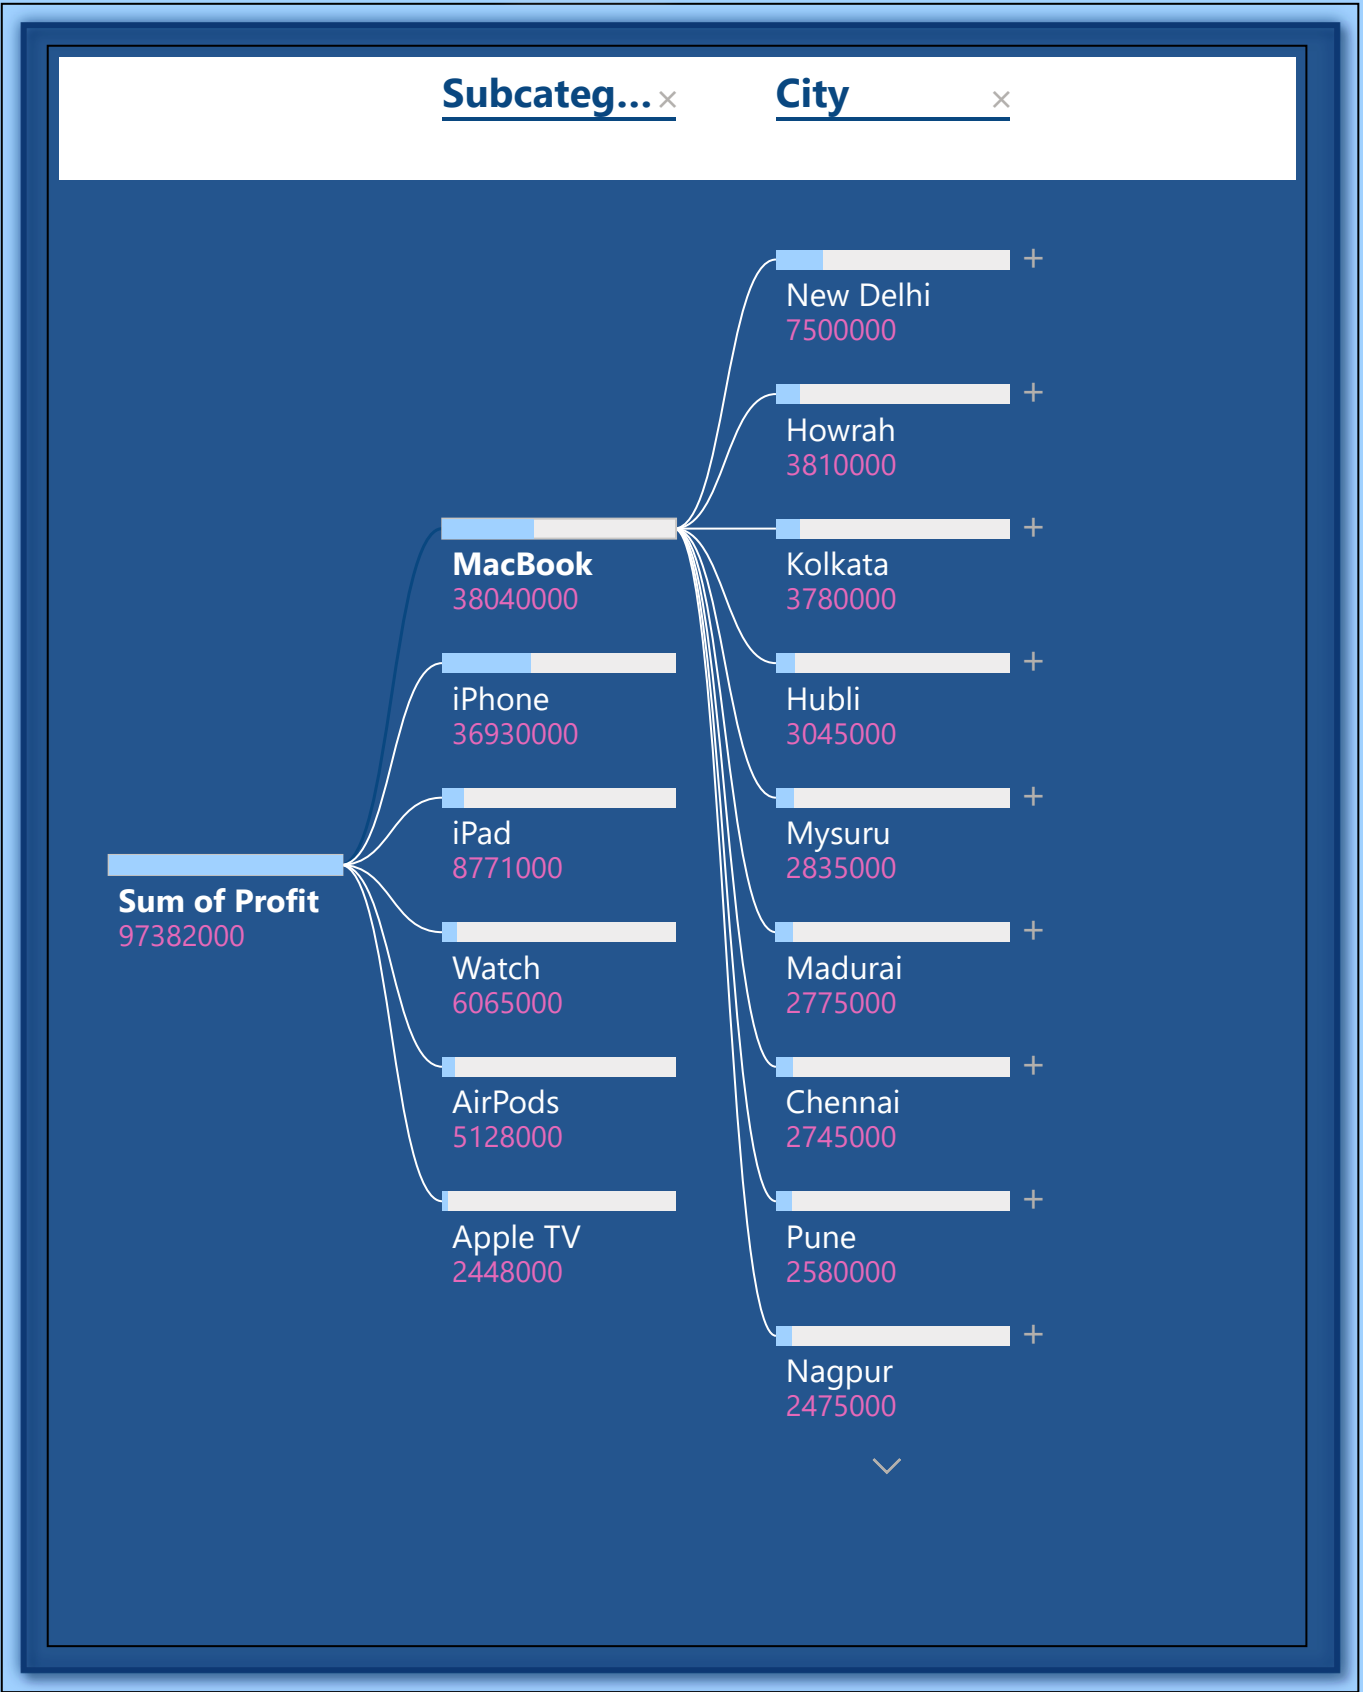 Subcateg...
City
New Delhi
7500000
Howrah
3810000
MacBook
38040000
Kolkata
3780000
iPhone
36930000
Hubli
3045000
iPad
8771000
Mysuru
2835000
Sum of Profit
97382000
Watch
6065000
Madurai
2775000
AirPods
5128000
Chennai
2745000
Apple TV
2448000
Pune
2580000
Nagpur
2475000